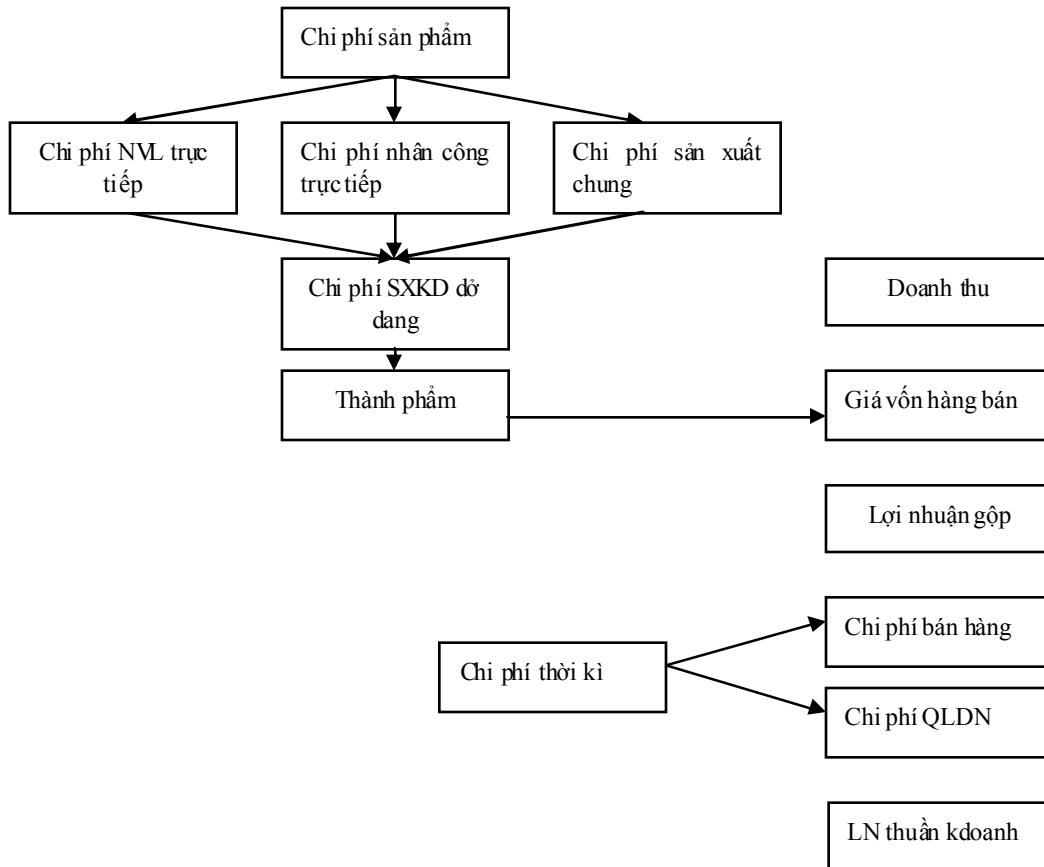 Chi phí sản phẩm
Chi phí NVL trực
tiếp
Chi phí nhân công
trực tiếp
Chi phí sản xuất
chung
Chi phí SXKD dở
dang
Doanh thu
Thành phẩm
Giá vốn hàng bán
Lợi nhuận gộp
Chi phí bán hàng
Chi phí thời kì
Chi phí QLDN
LN thuần kdoanh